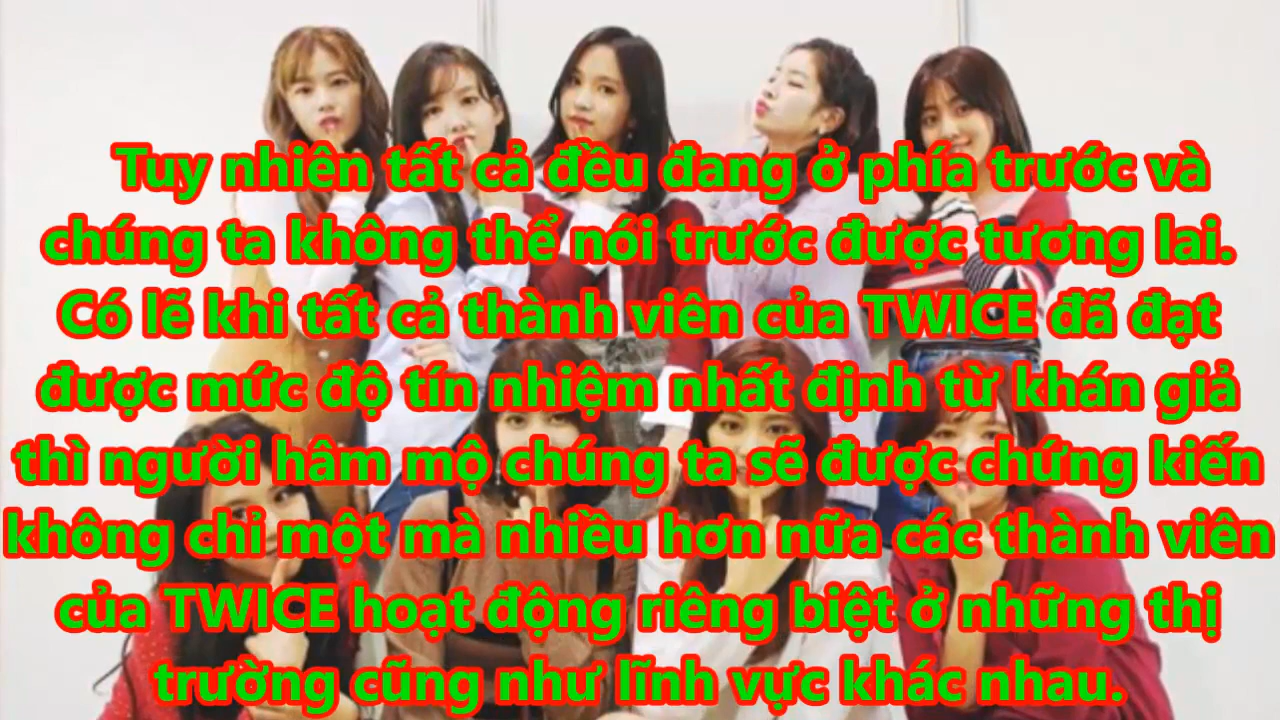 Tuy nhiên tất cả đều đang ở phía trước và
chúng ta không thể nói trước được tương lai.
Có lẽ khi tất cả thành viên của TWICE đã đạt
được mức độ tín nhiệm nhất định từ khán giả
thì người hâm mộ chúng ta sẽ được chứng kiến
không chỉ một mà nhiều hơn nữa các thành viên
của TWICE hoạt động riêng biệt ở những thị
trường cũng như lĩnh vực khác nhau.